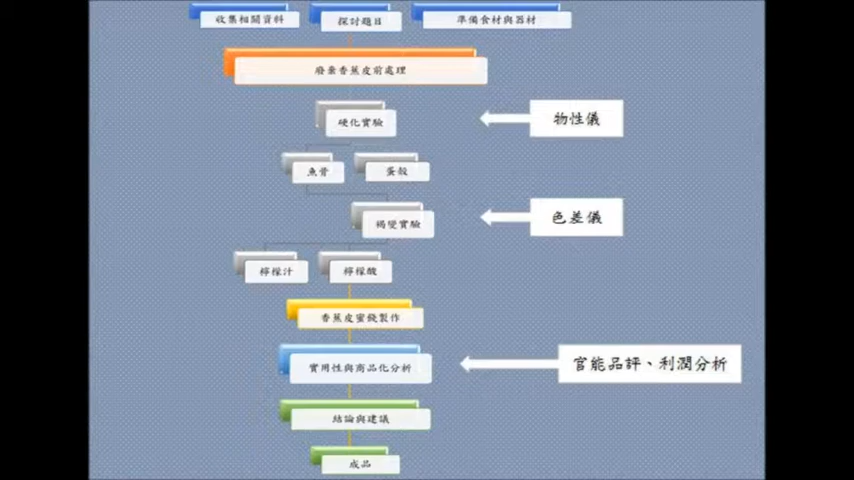 收集相關資料
探討題目
準備食材與器材
廢棄香蕉皮前處理
硬化實驗
物性儀
魚骨
蛋殼
褐變實驗
色差儀
檸檬汁
檸檬酸
香蕉皮蜜餞製作
實用性與商品化分析
官能品評、利潤分析
結論與建議
成品